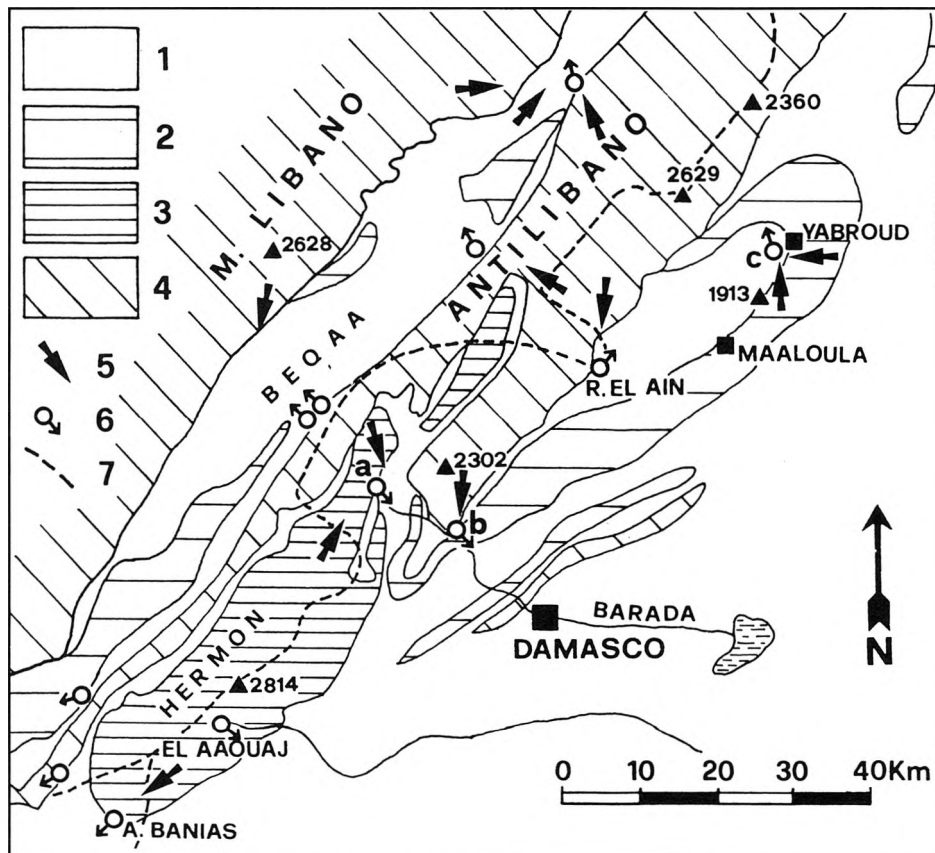 1
2
3
4
5
6
7
M. LIBANO
ANTILIBANO
BEQAA
HERMON
2360
2629
2628
YABROUD
c
1913
MAALOULA
R. EL AIN
2302
a
b
BARADA
DAMASCO
N
2814
EL AAOUAJ
A. BANIAS
0 10 20 30 40Km